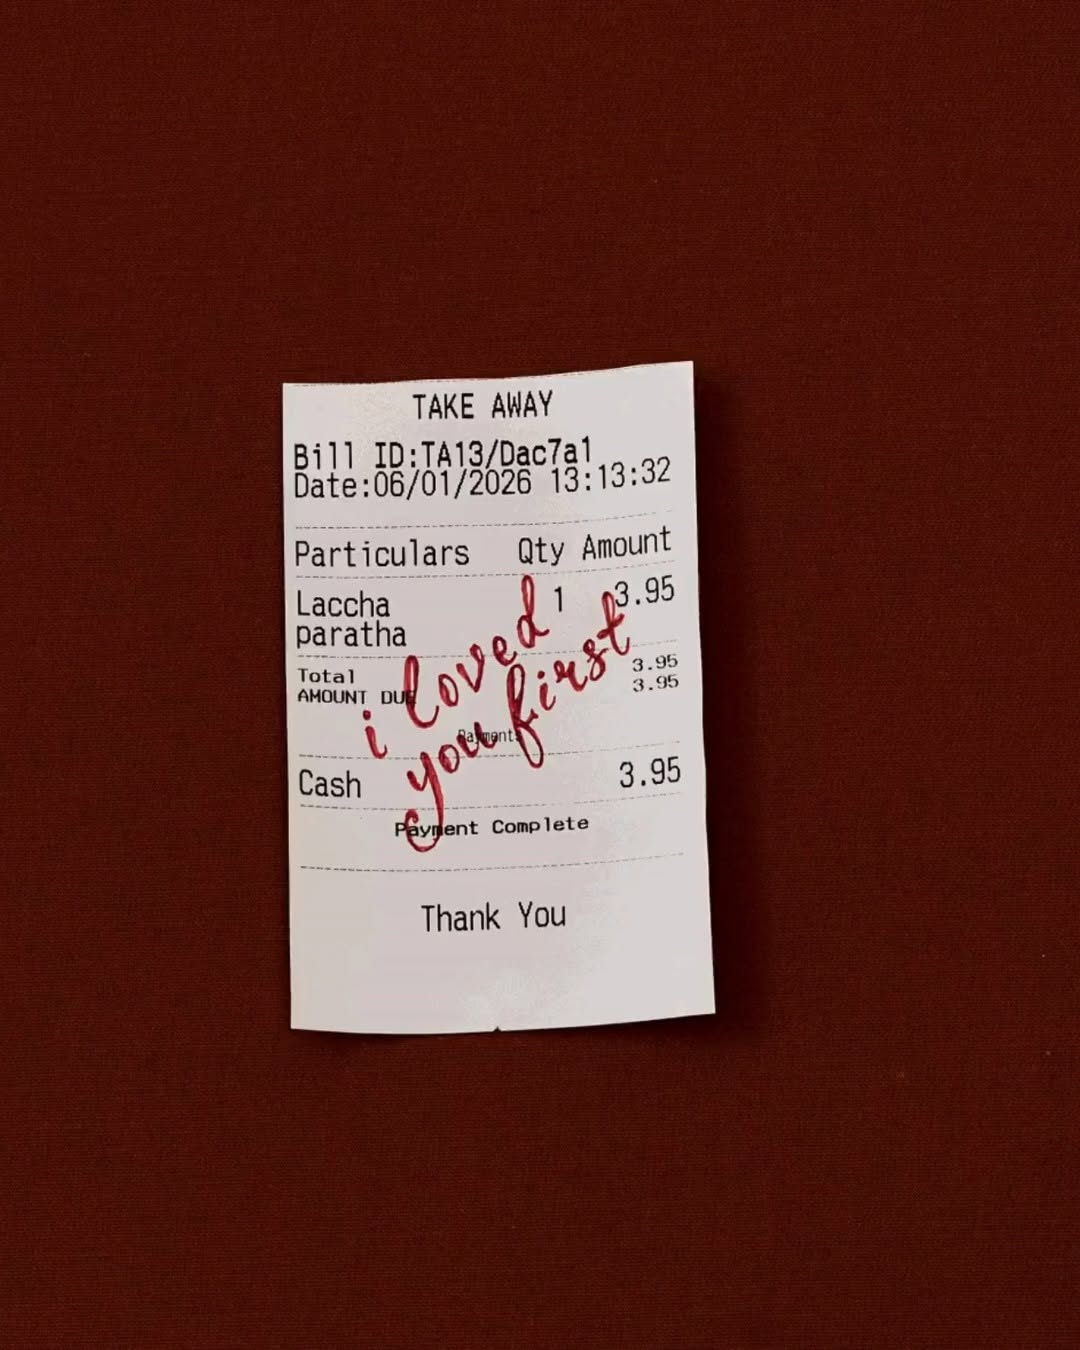 TAKE AWAY
Bill ID:TA13/Dac7a1
Date:06/01/2026 13:13:32
Particulars Qty Amount
Laccha 1 3.95
paratha
Total 3.95
AMOUNT DUE 3.95
Payments
Cash 3.95
Payment Complete
Thank You
i loved
you first